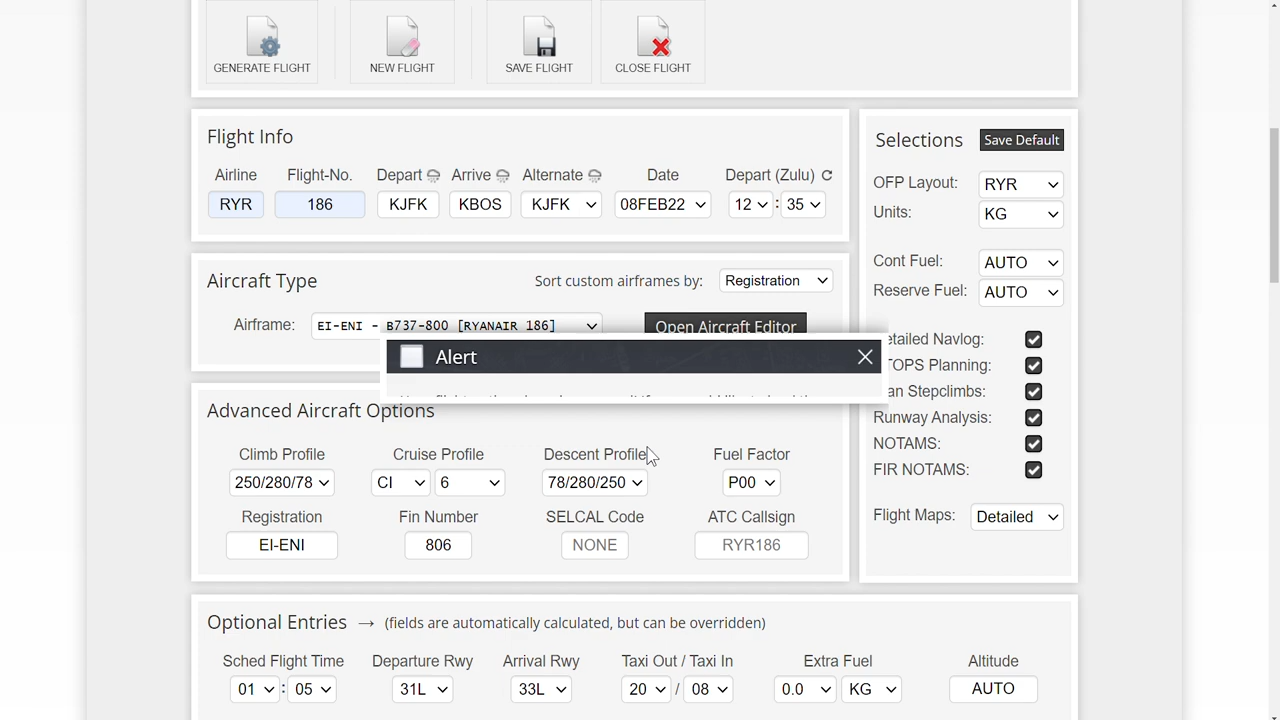 GENERATE FLIGHT NEW FLIGHT SAVE FLIGHT CLOSE FLIGHT
Flight Info
Airline Flight-No. Depart Arrive Alternate Date Depart (Zulu)
RYR 186 KJFK KBOS KJFK 08FEB22 12 : 35
Aircraft Type Sort custom airframes by: Registration
Airframe: EI-ENI - B737-800 [RYANAIR 186] Open Aircraft Editor
Alert
Advanced Aircraft Options
Climb Profile Cruise Profile Descent Profile Fuel Factor
250/280/78 CI 6 78/280/250 P00
Registration Fin Number SELCAL Code ATC Callsign
EI-ENI 806 NONE RYR186
Selections Save Default
OFP Layout: RYR
Units: KG
Cont Fuel: AUTO
Reserve Fuel: AUTO
etailed Navlog:
TOPS Planning:
an Stepclimbs:
Runway Analysis:
NOTAMS:
FIR NOTAMS:
Flight Maps: Detailed
Optional Entries → (fields are automatically calculated, but can be overridden)
Sched Flight Time Departure Rwy Arrival Rwy Taxi Out / Taxi In Extra Fuel Altitude
01 : 05 31L 33L 20 / 08 0.0 KG AUTO